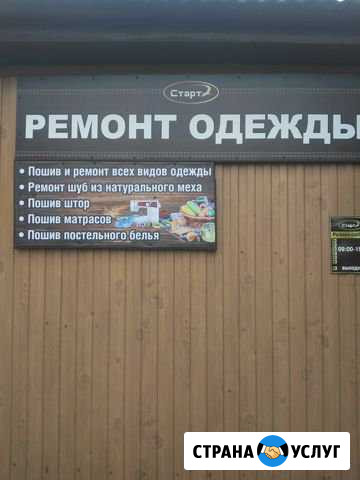 Старт
РЕМОНТ ОДЕЖДЫ
• Пошив и ремонт всех видов одежды
• Ремонт шуб из натурального меха
• Пошив штор
• Пошив матрасов
• Пошив постельного белья
Старт
СТРАНА УСЛУГ